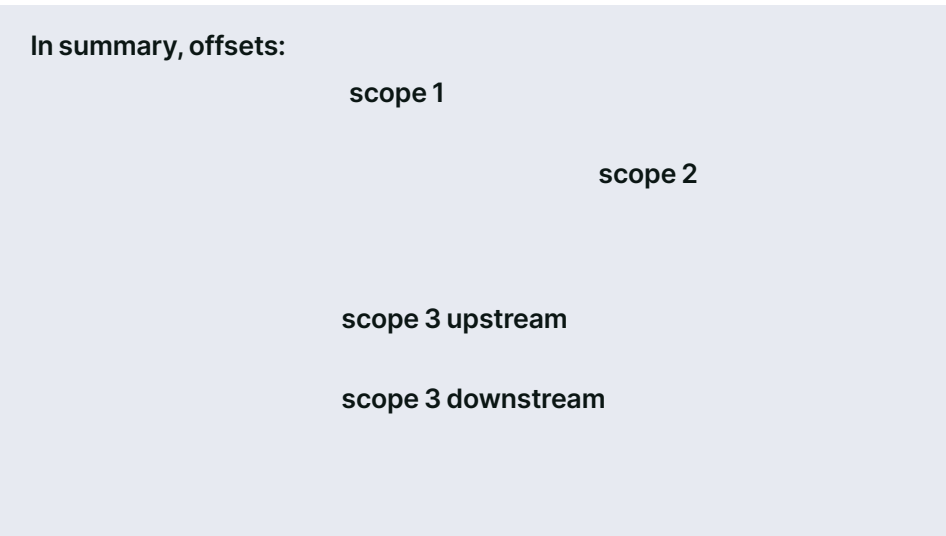 In summary, offsets:
scope 1
scope 2
scope 3 upstream
scope 3 downstream